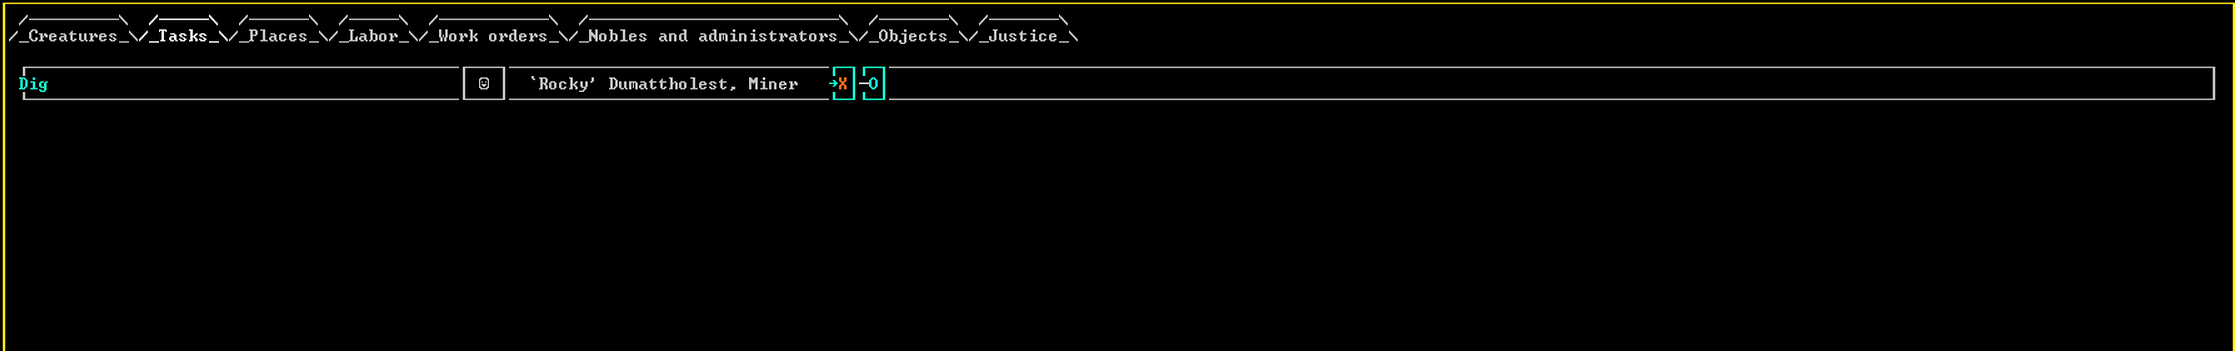 Creatures Tasks Places Labor Work orders Nobles and administrators Objects Justice
Dig ☺ `Rocky' Dumattholest, Miner →X -O